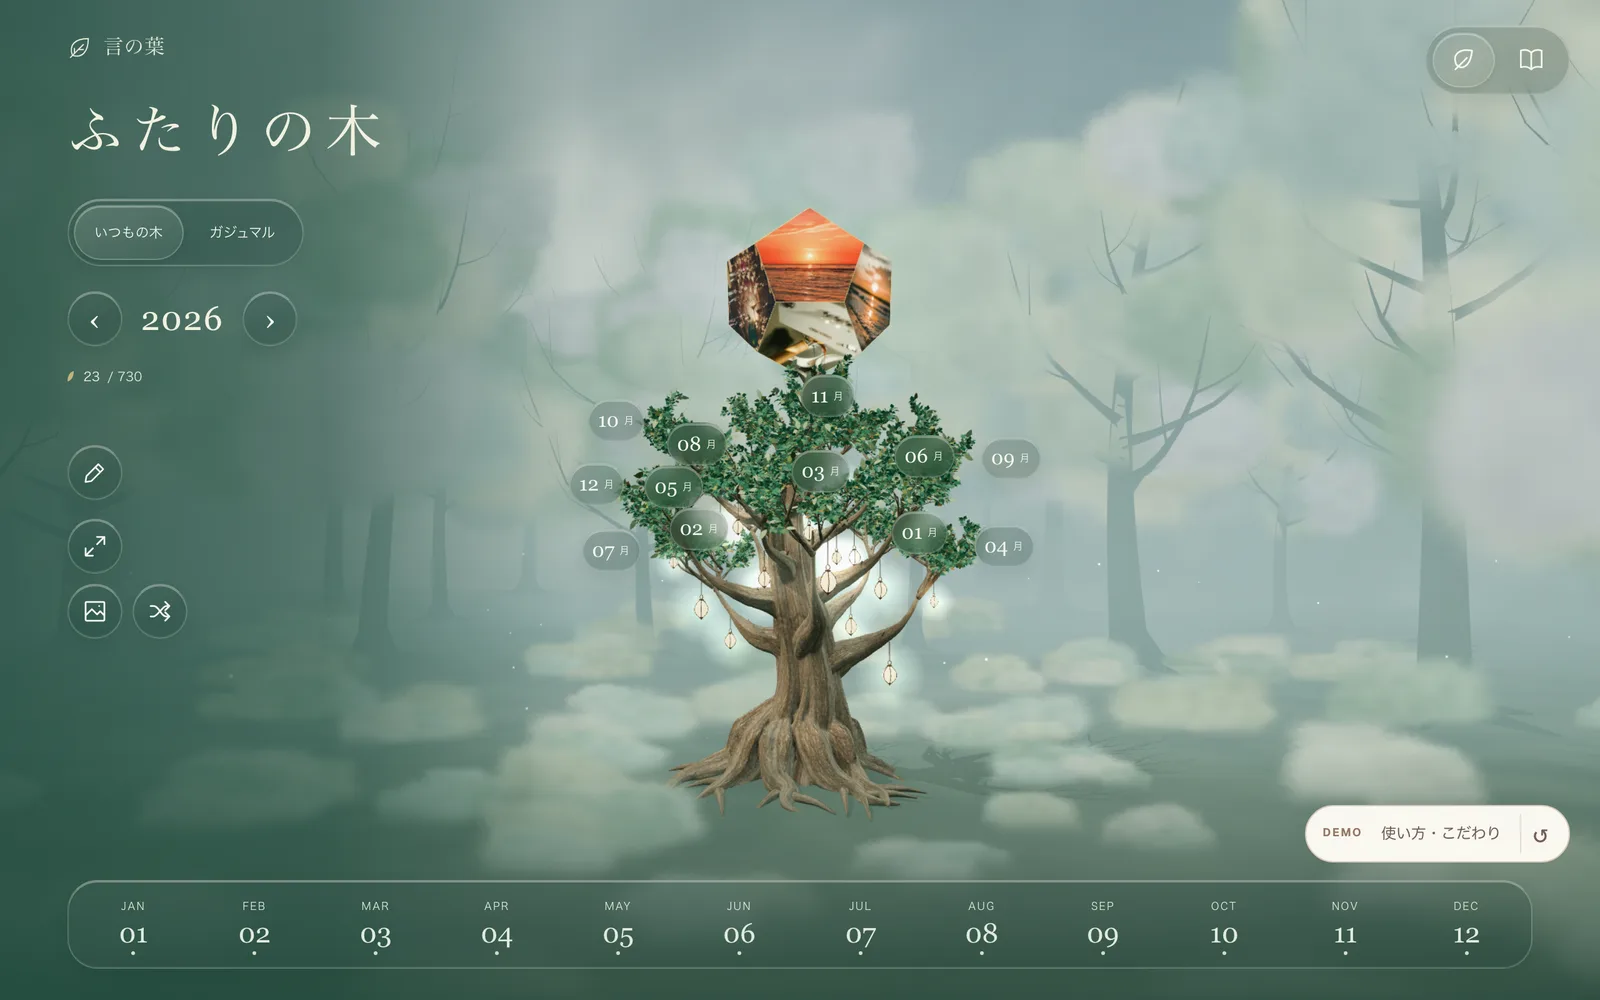 言の葉
ふたりの木
いつもの木 ガジュマル
‹ 2026 ›
23 / 730
11 月
10 月
08 月
06 月
09 月
03 月
12 月
05 月
02 月
01 月
07 月
04 月
DEMO 使い方・こだわり ↺
JAN FEB MAR APR MAY JUN JUL AUG SEP OCT NOV DEC
01 02 03 04 05 06 07 08 09 10 11 12